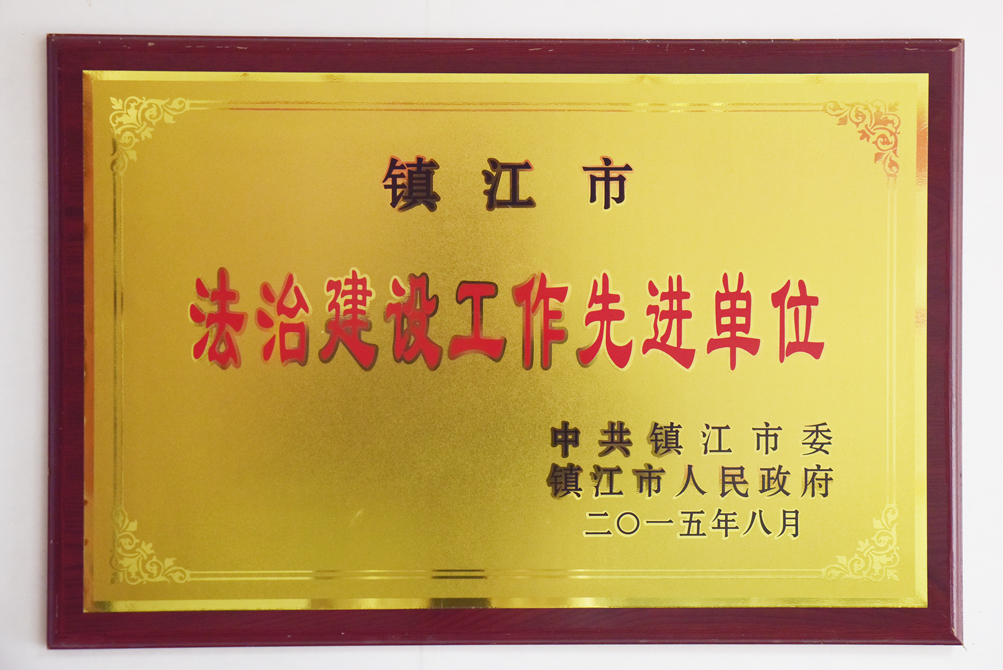 镇江市
法治建设工作先进单位
中共镇江市委
镇江市人民政府
二〇一五年八月